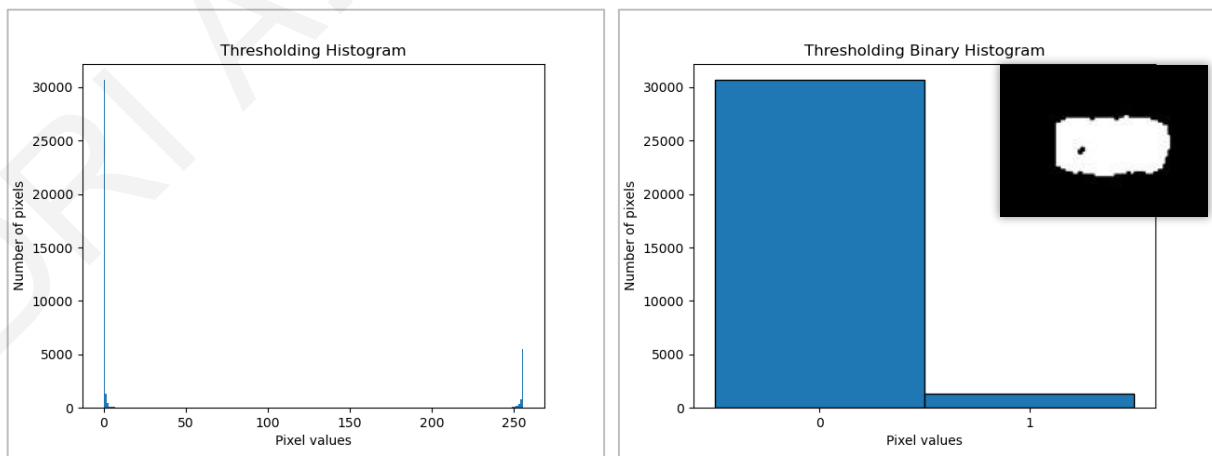 Thresholding Histogram
30000
25000
20000
15000
10000
5000
0
Number of pixels
0 50 100 150 200 250
Pixel values
Thresholding Binary Histogram
30000
25000
20000
15000
10000
5000
0
Number of pixels
0 1
Pixel values